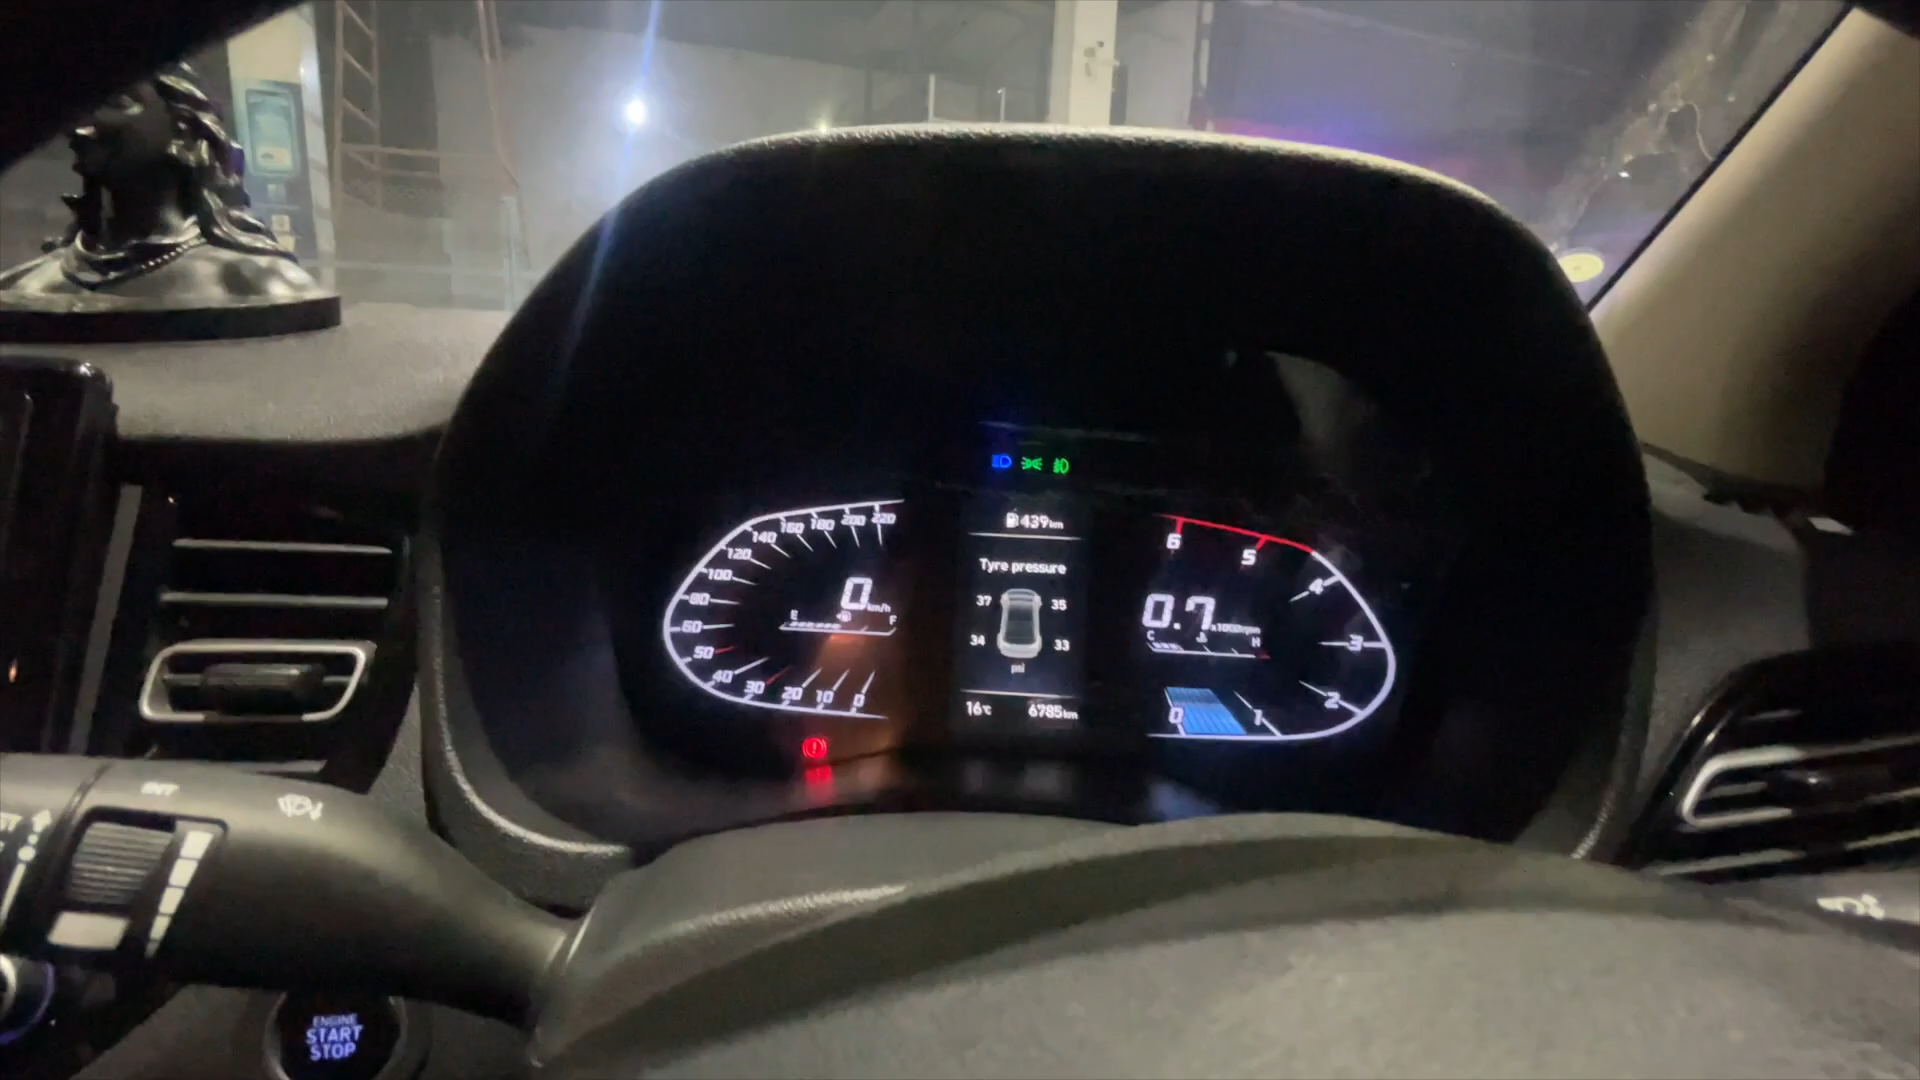 439km
Tyre pressure
37 35
34 33
psi
16℃ 6785km
220
200
180
160
140
120
100
80
60
50
40
30
20
10
0
0 km/h
E F
6
5
4
3
2
1
0
0.7 x1000rpm
C H
INT
ENGINE
START
STOP